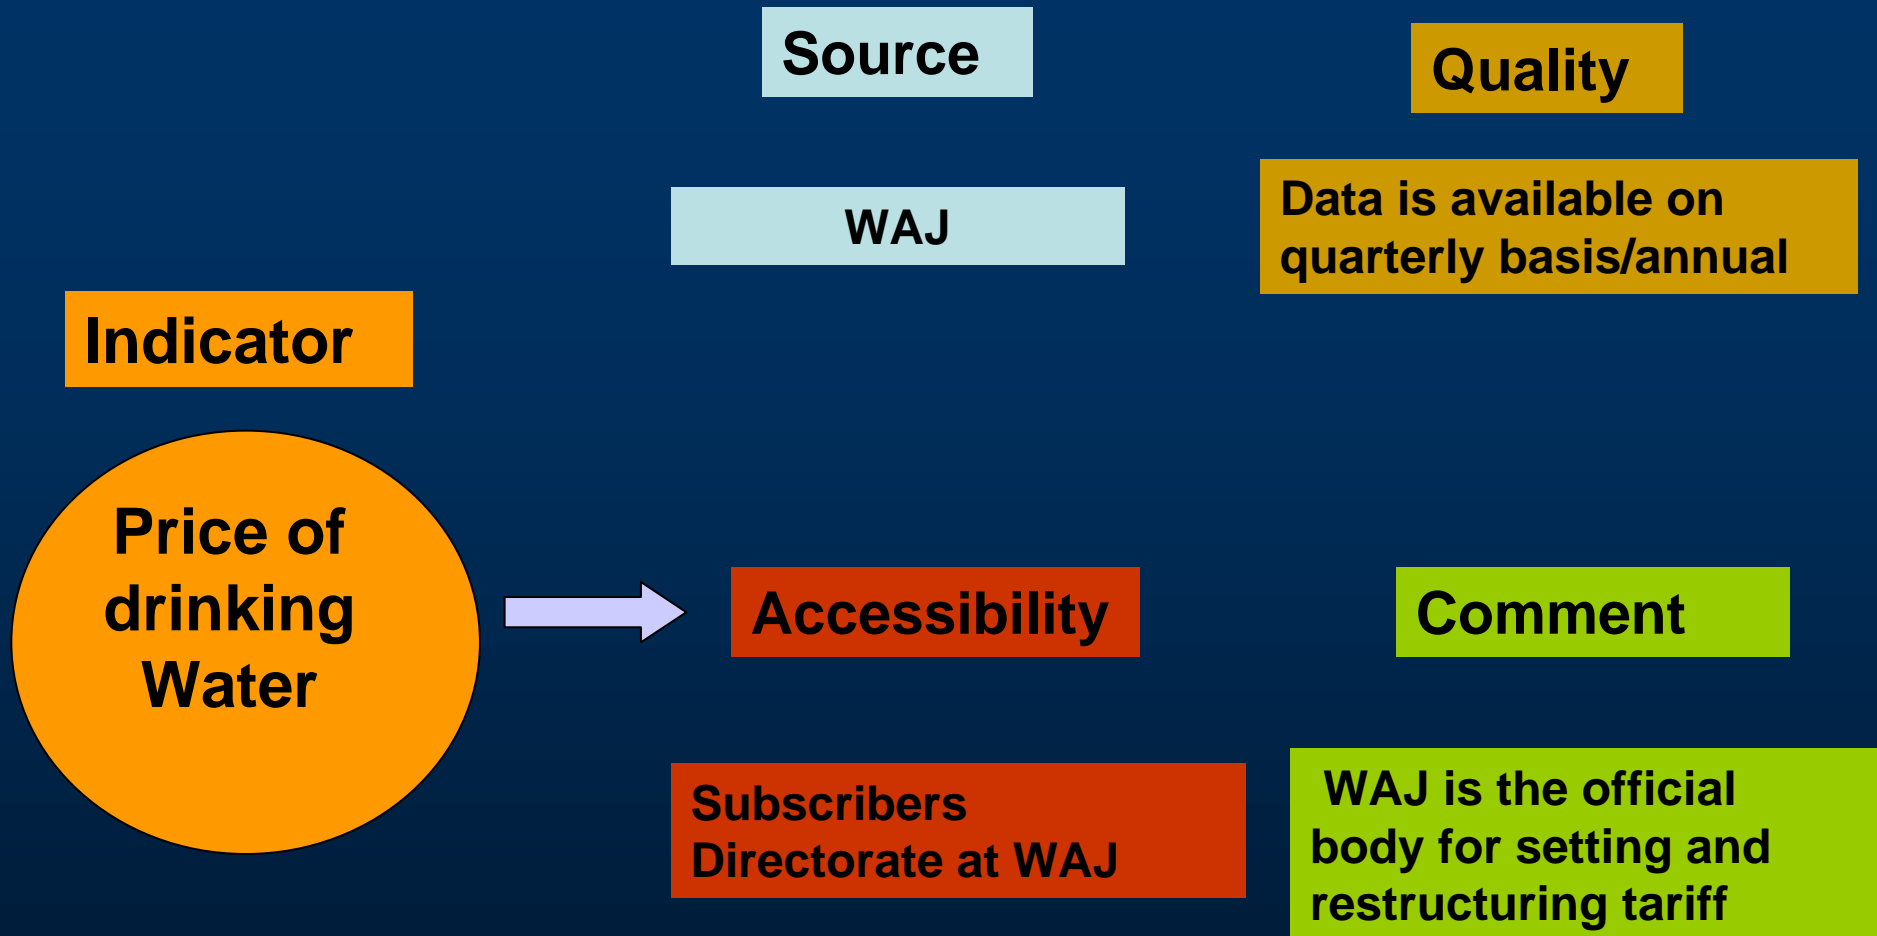 Source
Quality
WAJ
Data is available on
quarterly basis/annual
Indicator
Price of
drinking
Water
Accessibility
Comment
Subscribers
Directorate at WAJ
WAJ is the official
body for setting and
restructuring tariff